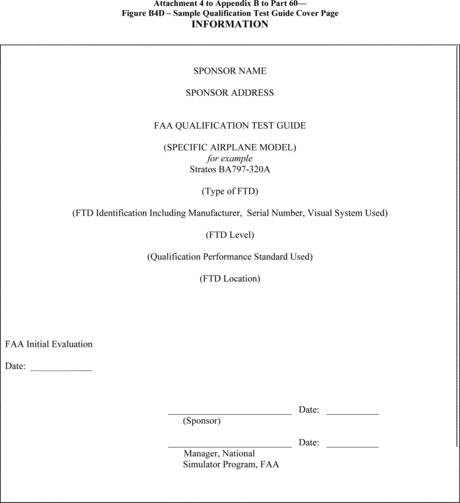 Attachment 4 to Appendix B to Part 60—
Figure B4D – Sample Qualification Test Guide Cover Page
INFORMATION
SPONSOR NAME
SPONSOR ADDRESS
FAA QUALIFICATION TEST GUIDE
(SPECIFIC AIRPLANE MODEL)
for example
Stratos BA797-320A
(Type of FTD)
(FTD Identification Including Manufacturer, Serial Number, Visual System Used)
(FTD Level)
(Qualification Performance Standard Used)
(FTD Location)
FAA Initial Evaluation
Date: ____________
________________________ Date: __________
(Sponsor)
________________________ Date: __________
Manager, National
Simulator Program, FAA